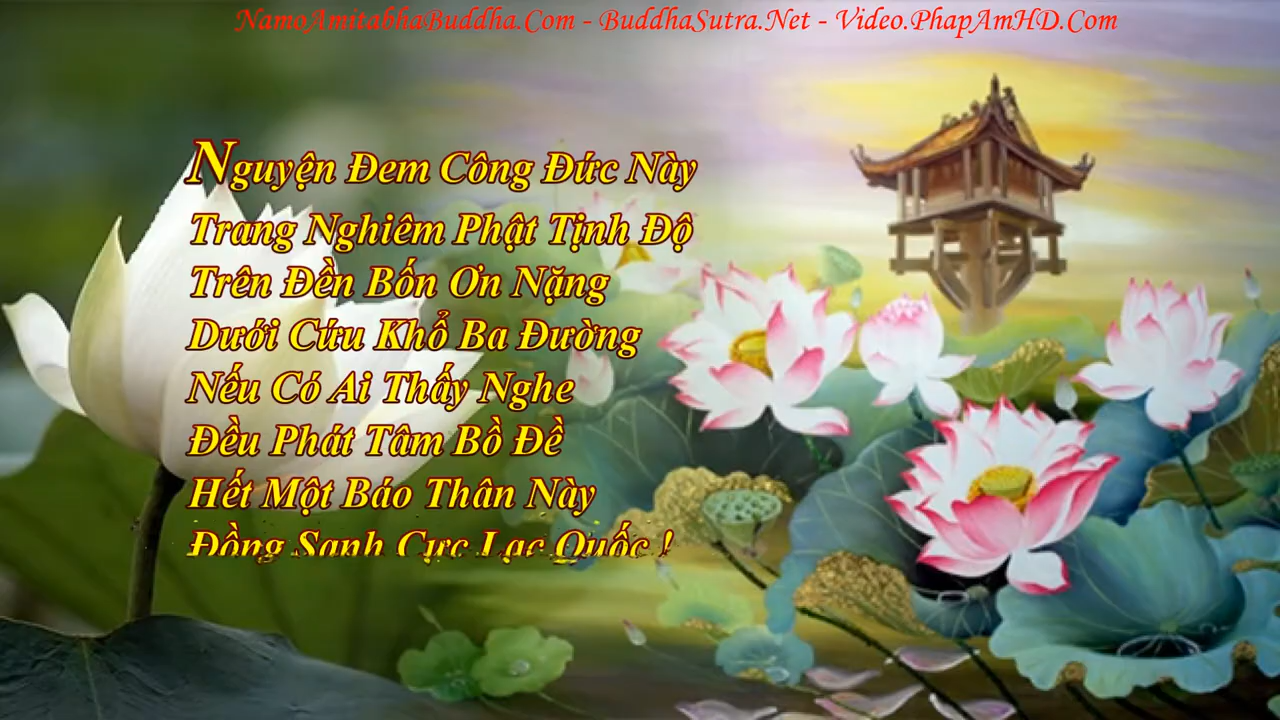 NamoAmitabhaBuddha.Com - BuddhaSutra.Net - Video.PhapAmHD.Com
Nguyện Đem Công Đức Này
Trang Nghiêm Phật Tịnh Độ
Trên Đền Bốn Ơn Nặng
Dưới Cứu Khổ Ba Đường
Nếu Có Ai Thấy Nghe
Đều Phát Tâm Bồ Đề
Hết Một Báo Thân Này
Đồng Sanh Cực Lạc Quốc !